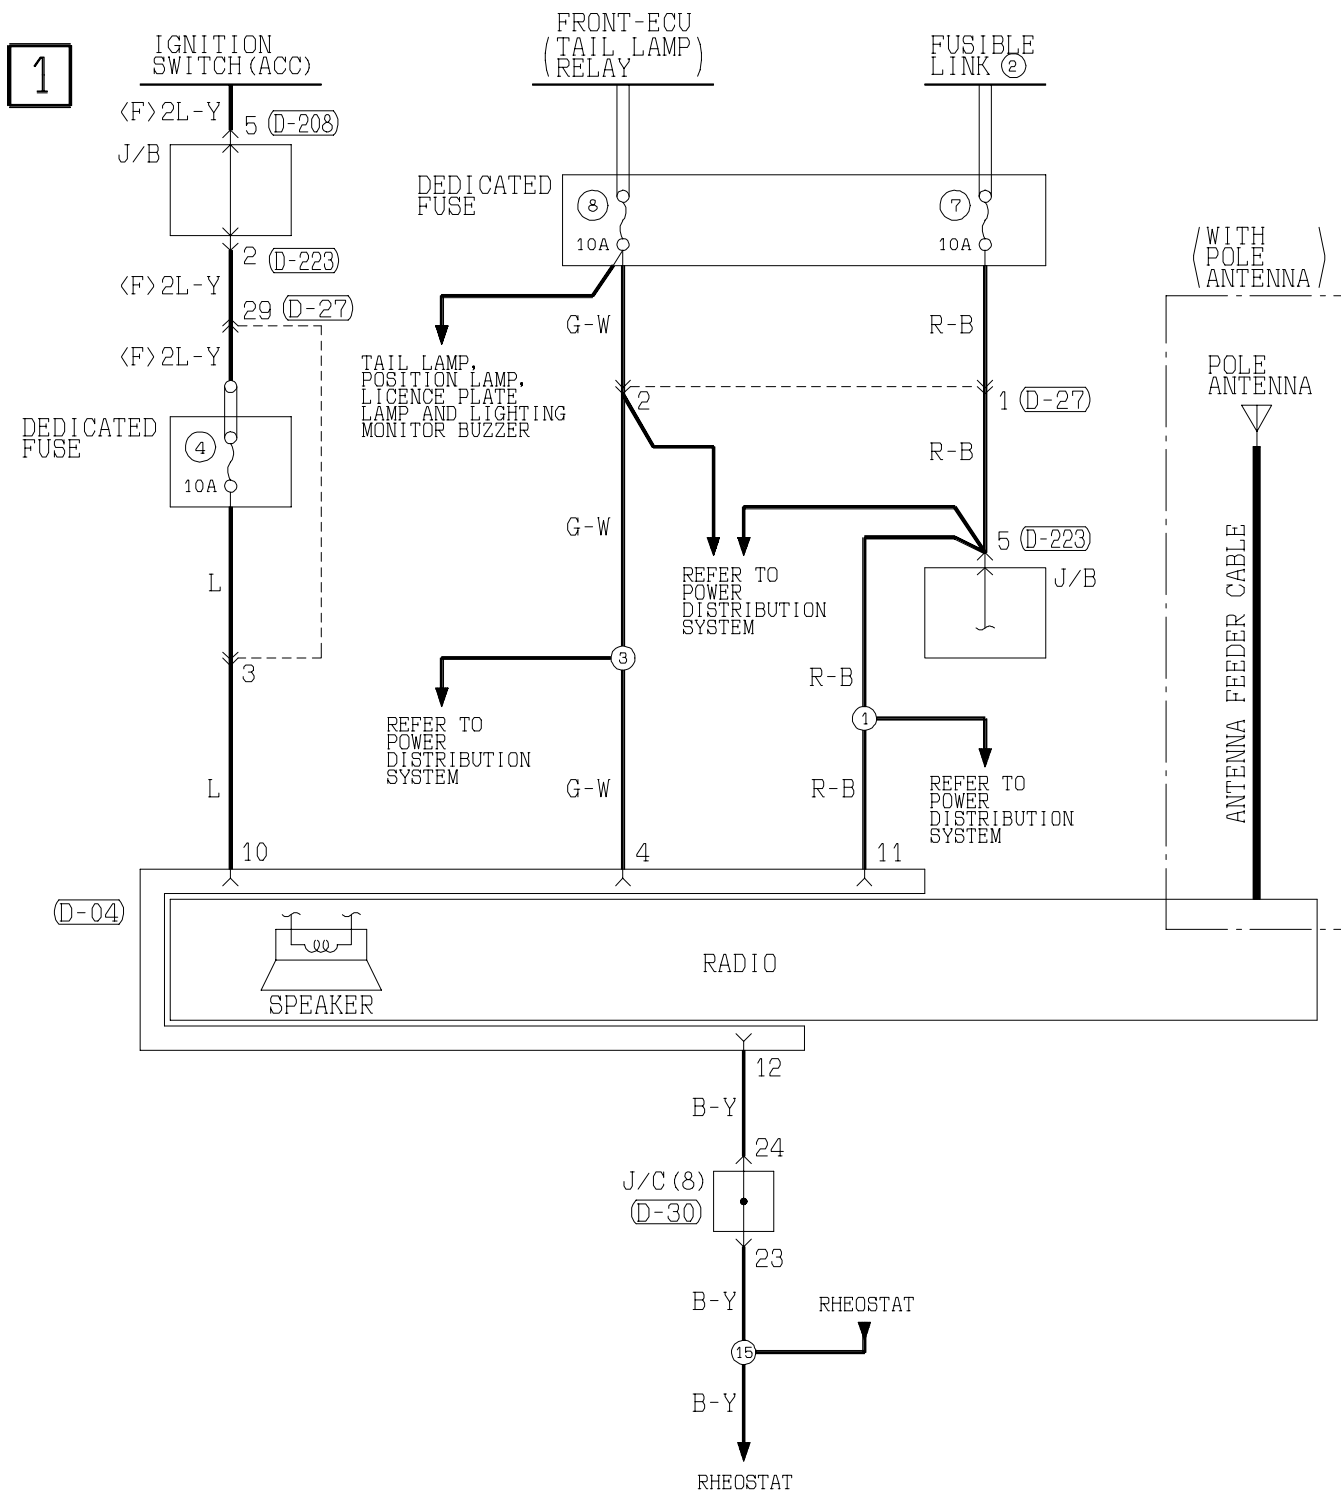 1
IGNITION
SWITCH(ACC)
FRONT-ECU
(TAIL LAMP)
RELAY
FUSIBLE
LINK ②
<F>2L-Y
5 (D-208)
J/B
DEDICATED
FUSE
8
10A
7
10A
2 (D-223)
<F>2L-Y
29 (D-27)
<F>2L-Y
G-W
R-B
(WITH
POLE
ANTENNA)
TAIL LAMP,
POSITION LAMP,
LICENCE PLATE
LAMP AND LIGHTING
MONITOR BUZZER
2
1 (D-27)
POLE
ANTENNA
DEDICATED
FUSE
4
10A
R-B
G-W
5 (D-223)
J/B
REFER TO
POWER
DISTRIBUTION
SYSTEM
ANTENNA FEEDER CABLE
L
3
3
R-B
1
REFER TO
POWER
DISTRIBUTION
SYSTEM
REFER TO
POWER
DISTRIBUTION
SYSTEM
L
G-W
R-B
10
4
11
(D-04)
RADIO
SPEAKER
12
B-Y
24
J/C(8)
(D-30)
23
B-Y
RHEOSTAT
15
B-Y
RHEOSTAT